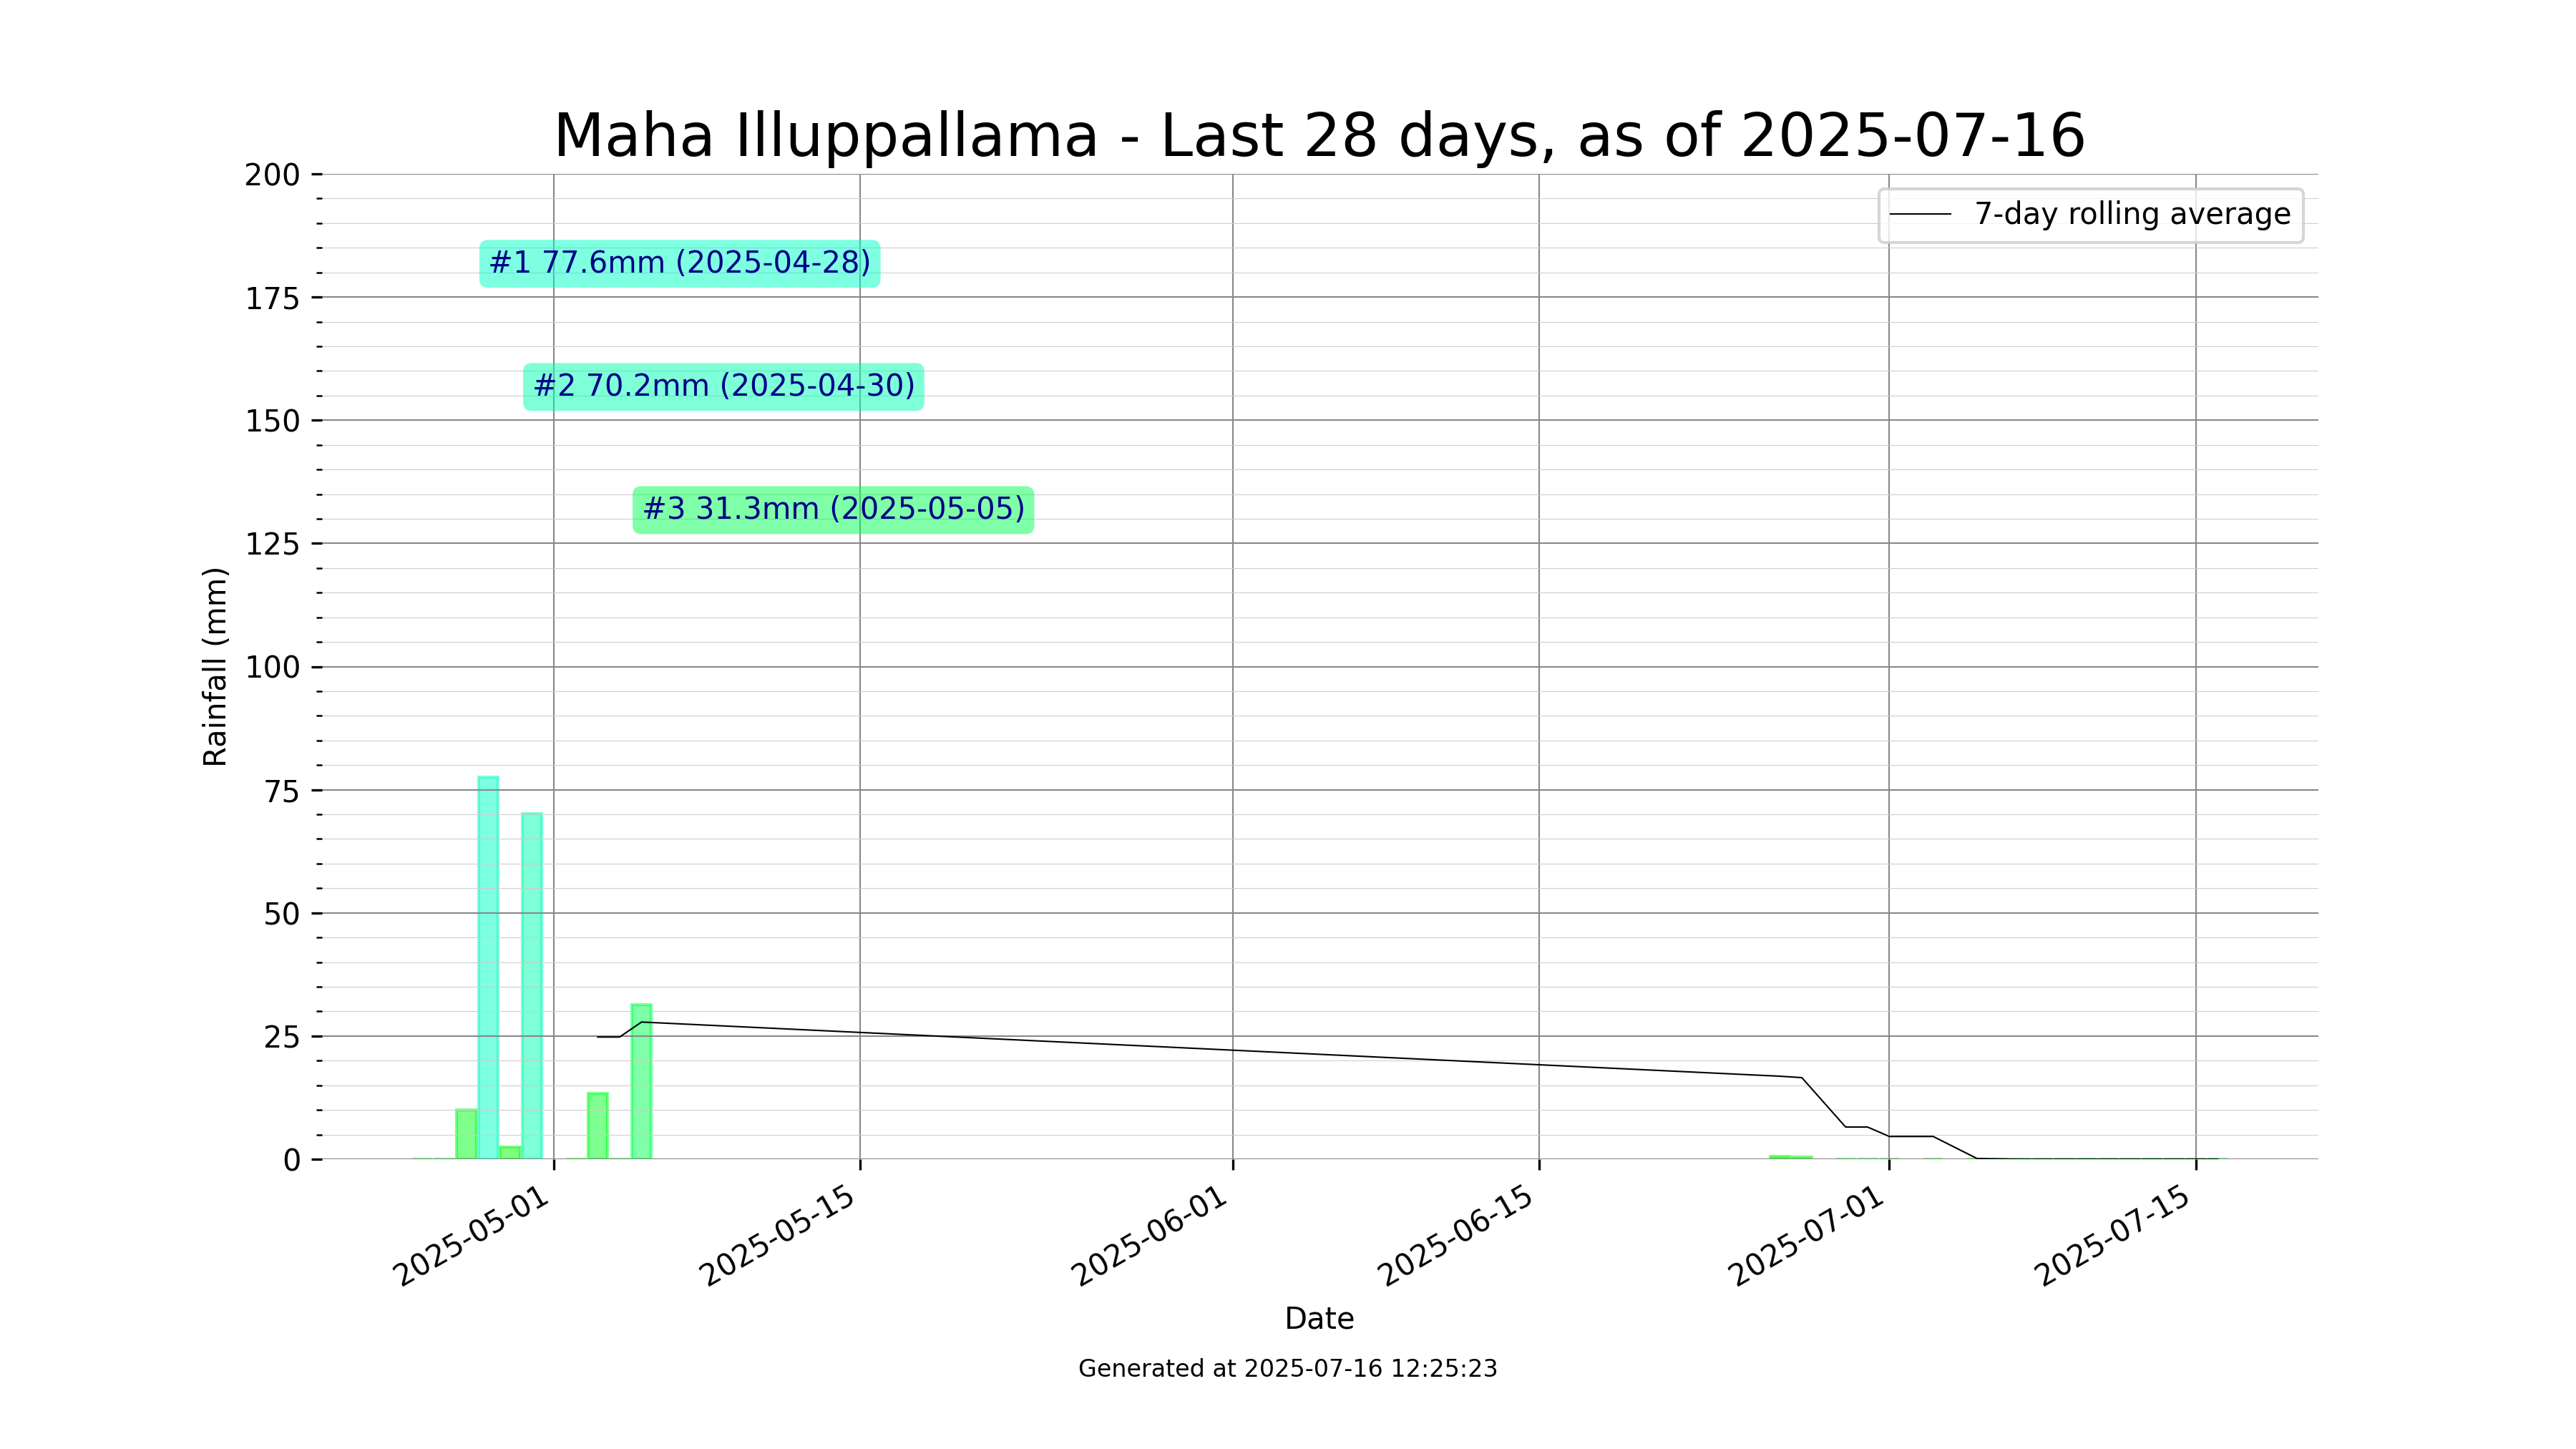 Maha Illuppallama - Last 28 days, as of 2025-07-16
7-day rolling average
#1 77.6mm (2025-04-28)
#2 70.2mm (2025-04-30)
#3 31.3mm (2025-05-05)
Rainfall (mm)
200
175
150
125
100
75
50
25
0
2025-05-01
2025-05-15
2025-06-01
2025-06-15
2025-07-01
2025-07-15
Date
Generated at 2025-07-16 12:25:23